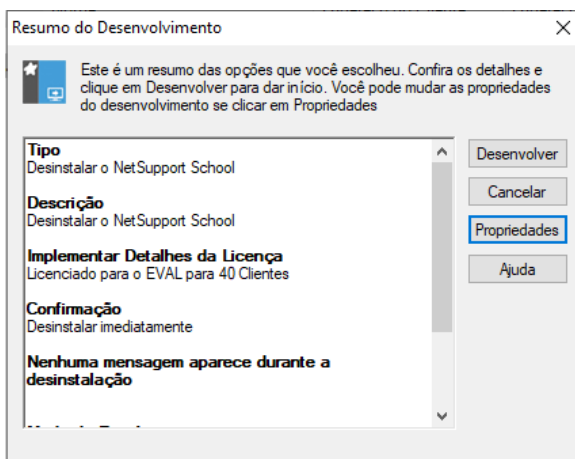 Resumo do Desenvolvimento
Este é um resumo das opções que você escolheu. Confira os detalhes e
clique em Desenvolver para dar início. Você pode mudar as propriedades
do desenvolvimento se clicar em Propriedades
Tipo
Desinstalar o NetSupport School
Descrição
Desinstalar o NetSupport School
Implementar Detalhes da Licença
Licenciado para o EVAL para 40 Clientes
Confirmação
Desinstalar imediatamente
Nenhuma mensagem aparece durante a
desinstalação
Desenvolver
Cancelar
Propriedades
Ajuda